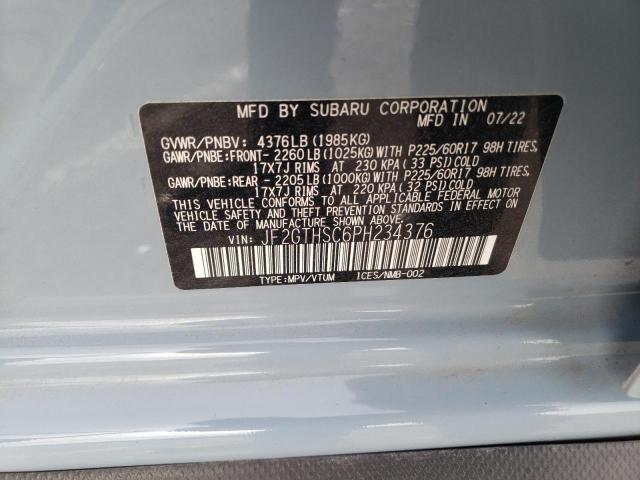 MFD BY SUBARU CORPORATION
MFD IN 07/22
GVWR/PNBV: 4376LB (1985KG)
GAWR/PNBE:FRONT- 2260LB(1025KG)WITH P225/60R17 98H TIRES,
17X7J RIMS AT 230 KPA (33 PSI)COLD
GAWR/PNBE:REAR - 2205LB(1000KG)WITH P225/60R17 98H TIRES,
17X7J RIMS AT 220 KPA (32 PSI)COLD
THIS VEHICLE CONFORMS TO ALL APPLICABLE FEDERAL MOTOR
VEHICLE SAFETY AND THEFT PREVENTION STANDARDS IN EFFECT ON
THE DATE OF MANUFACTURE SHOWN ABOVE.
VIN: JF2GTHSC6PH234376
TYPE:MPV/VTUM ICES/NMB-002